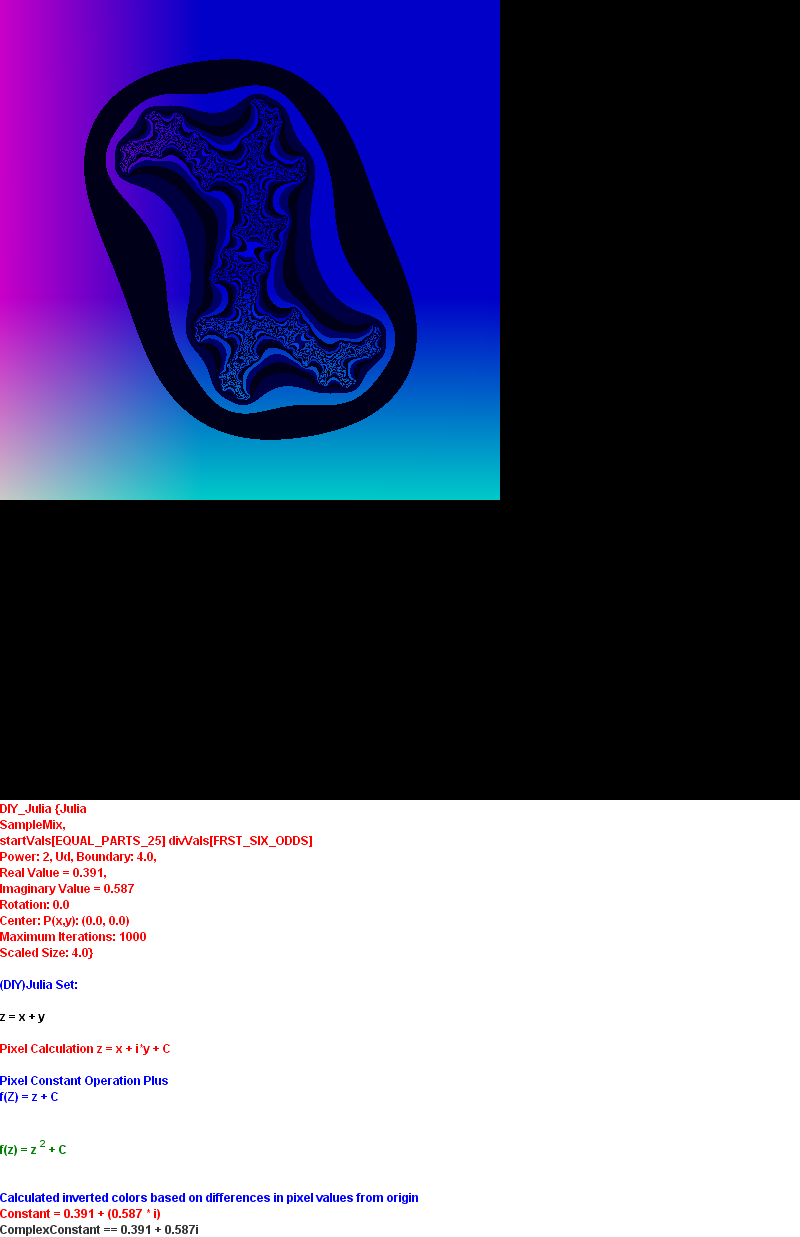 DIY_Julia {Julia
SampleMix,
startVals[EQUAL_PARTS_25] divVals[FRST_SIX_ODDS]
Power: 2, Ud, Boundary: 4.0,
Real Value = 0.391,
Imaginary Value = 0.587
Rotation: 0.0
Center: P(x,y): (0.0, 0.0)
Maximum Iterations: 1000
Scaled Size: 4.0}
(DIY)Julia Set:
z = x + y
Pixel Calculation z = x + i*y + C
Pixel Constant Operation Plus
f(Z) = z + C
f(z) = z ² + C
Calculated inverted colors based on differences in pixel values from origin
Constant = 0.391 + (0.587 * i)
ComplexConstant == 0.391 + 0.587i